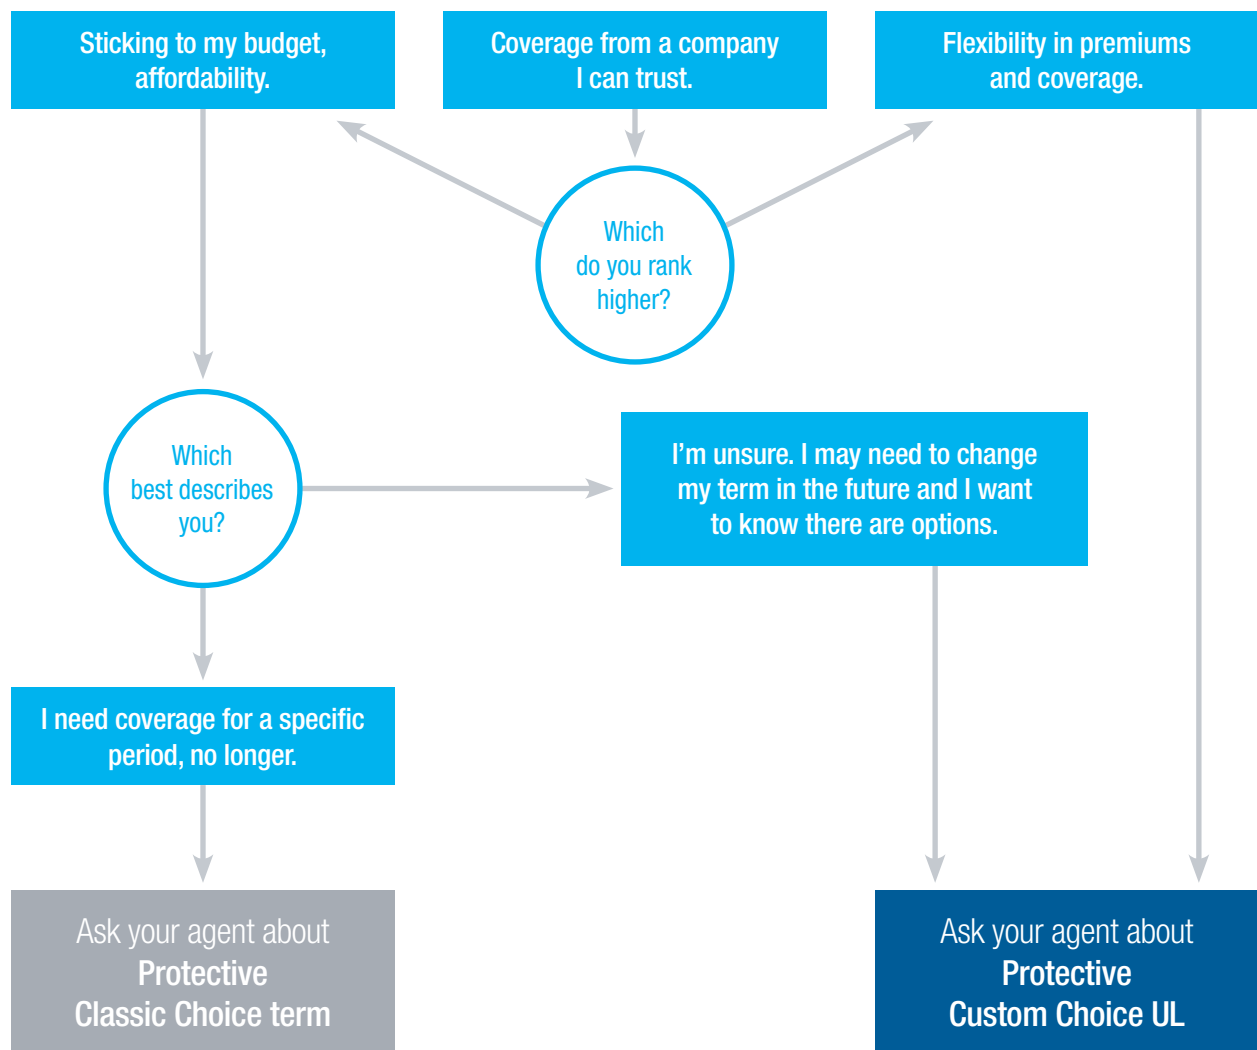 Sticking to my budget,
affordability.
Coverage from a company
I can trust.
Flexibility in premiums
and coverage.
Which
do you rank
higher?
Which
best describes
you?
I’m unsure. I may need to change
my term in the future and I want
to know there are options.
I need coverage for a specific
period, no longer.
Ask your agent about
Protective
Classic Choice term
Ask your agent about
Protective
Custom Choice UL